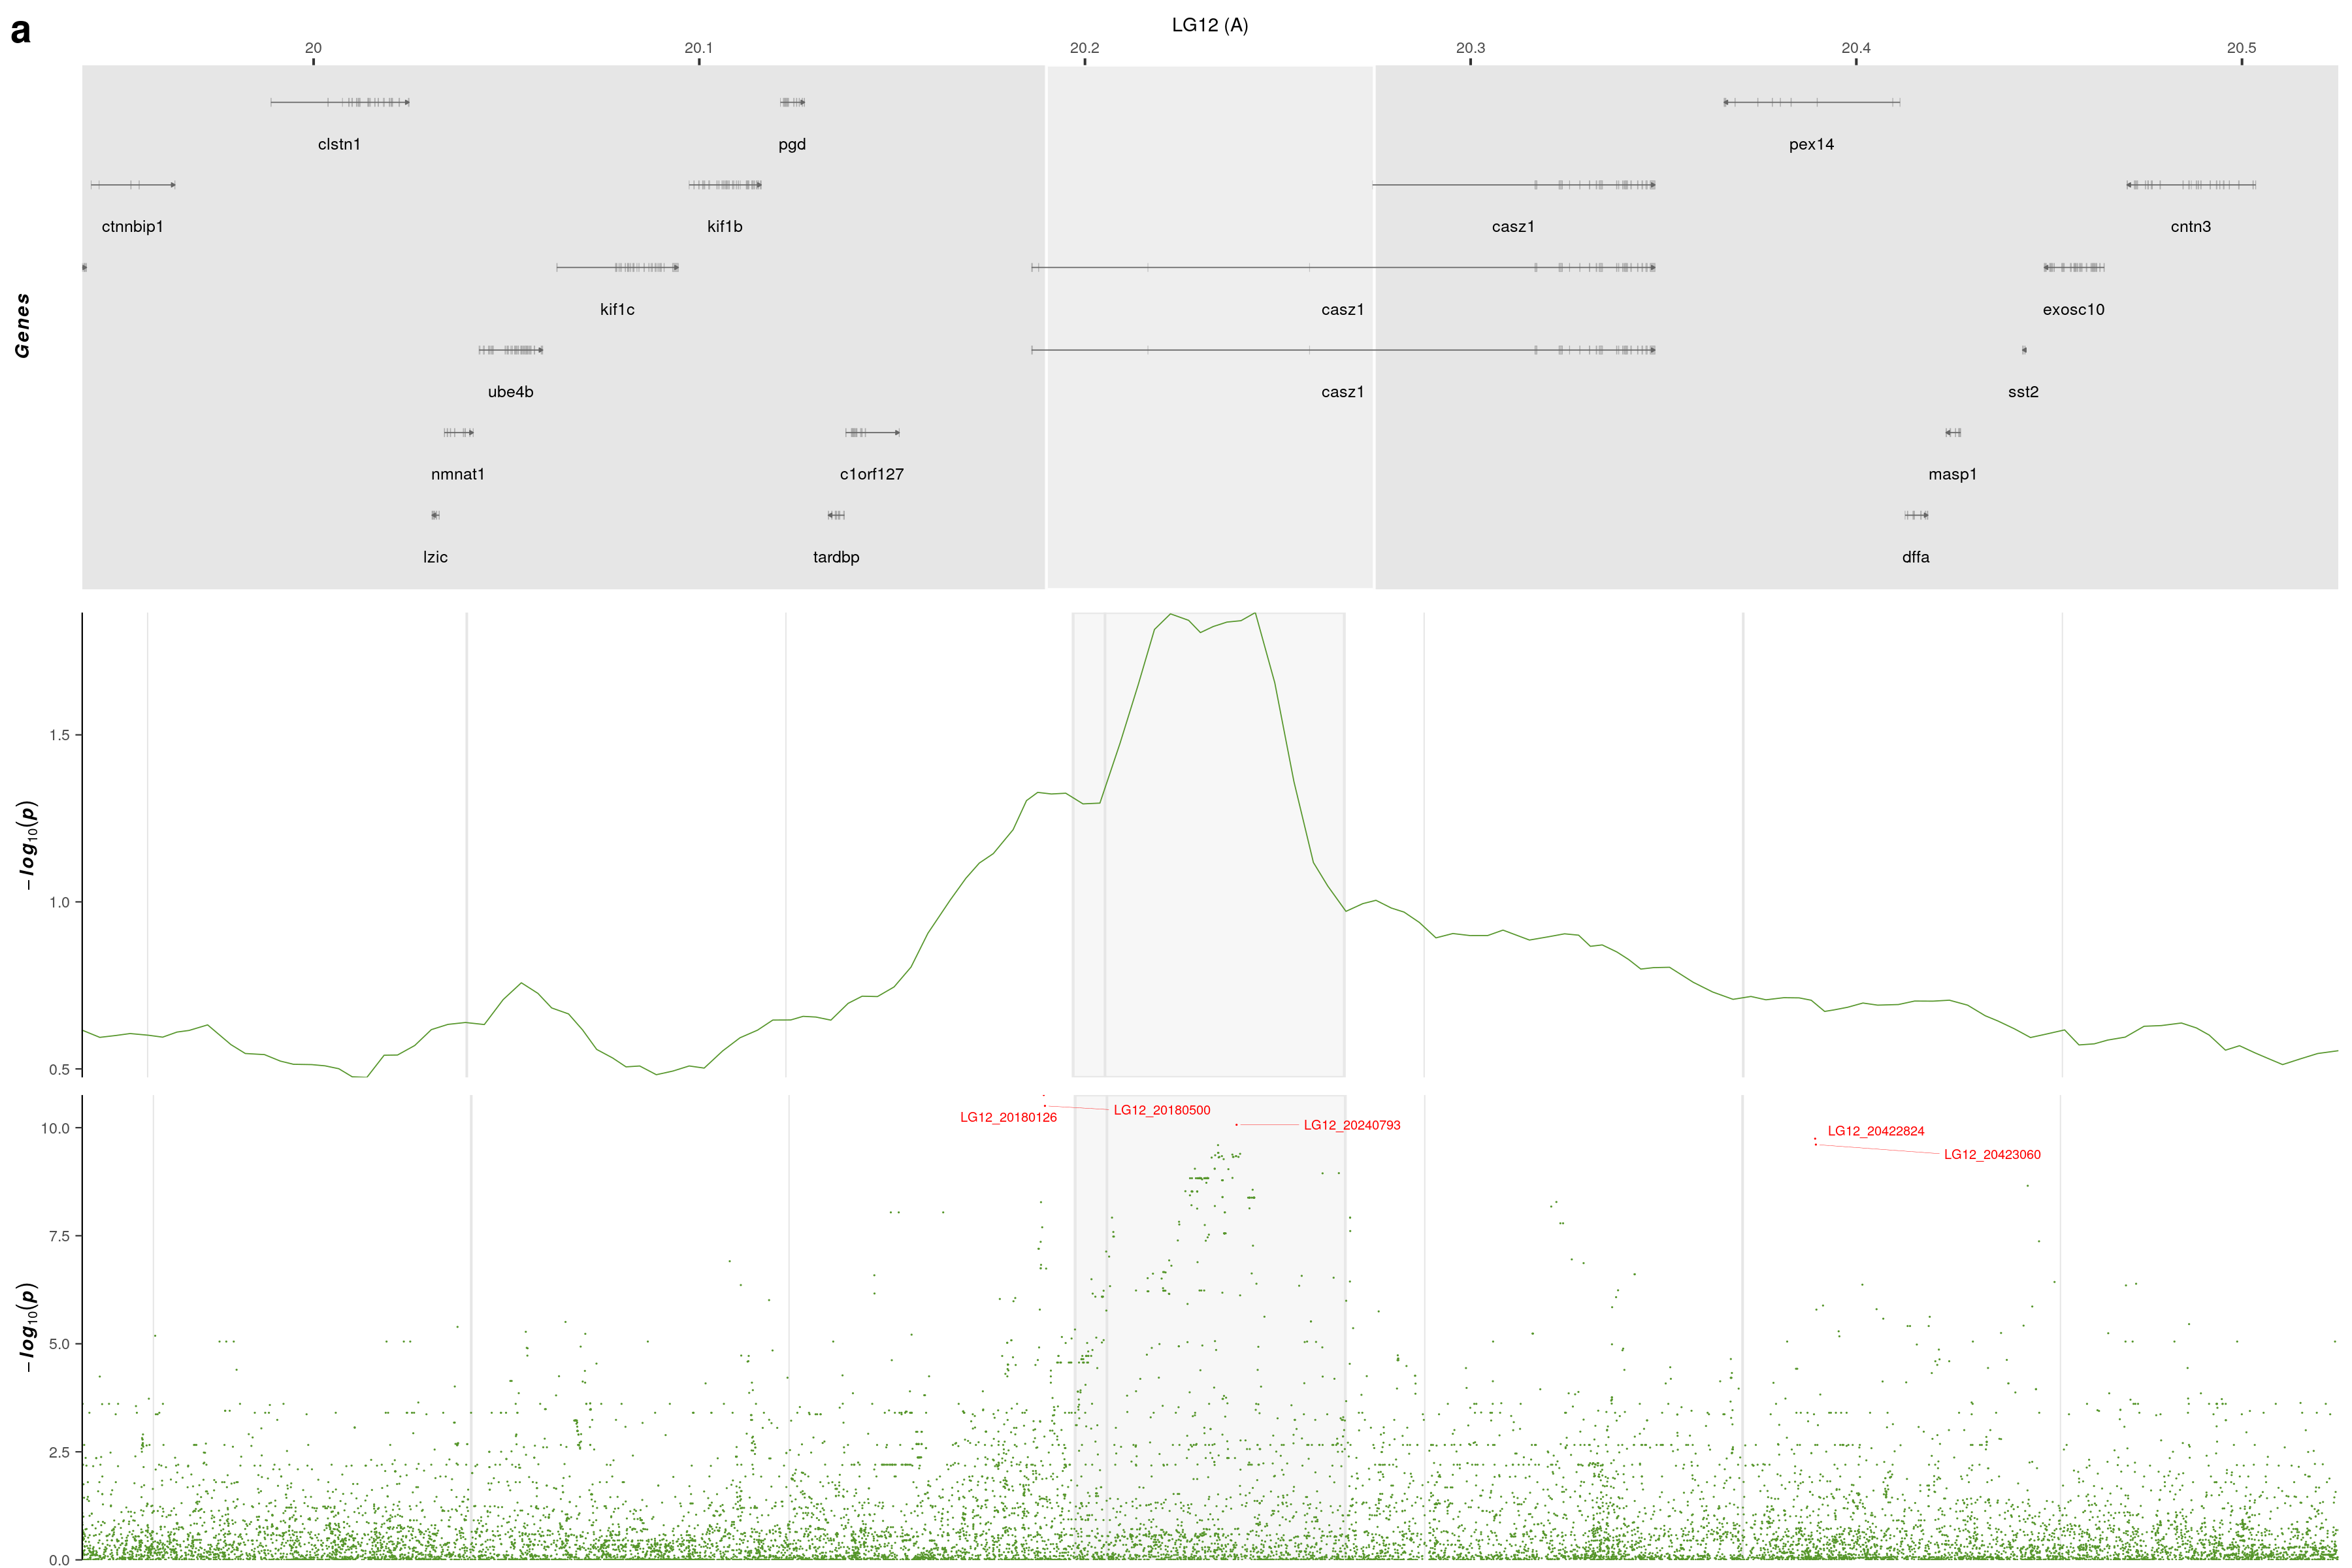 a
LG12 (A)
20 20.1 20.2 20.3 20.4 20.5
Genes
clstn1 pgd pex14
ctnnbip1 kif1b casz1 cntn3
kif1c casz1 exosc10
ube4b casz1 sst2
nmnat1 c1orf127 masp1
lzic tardbp dffa
−log10(p)
1.5
1.0
0.5
−log10(p)
10.0
7.5
5.0
2.5
0.0
LG12_20180126 LG12_20180500
LG12_20240793
LG12_20422824
LG12_20423060